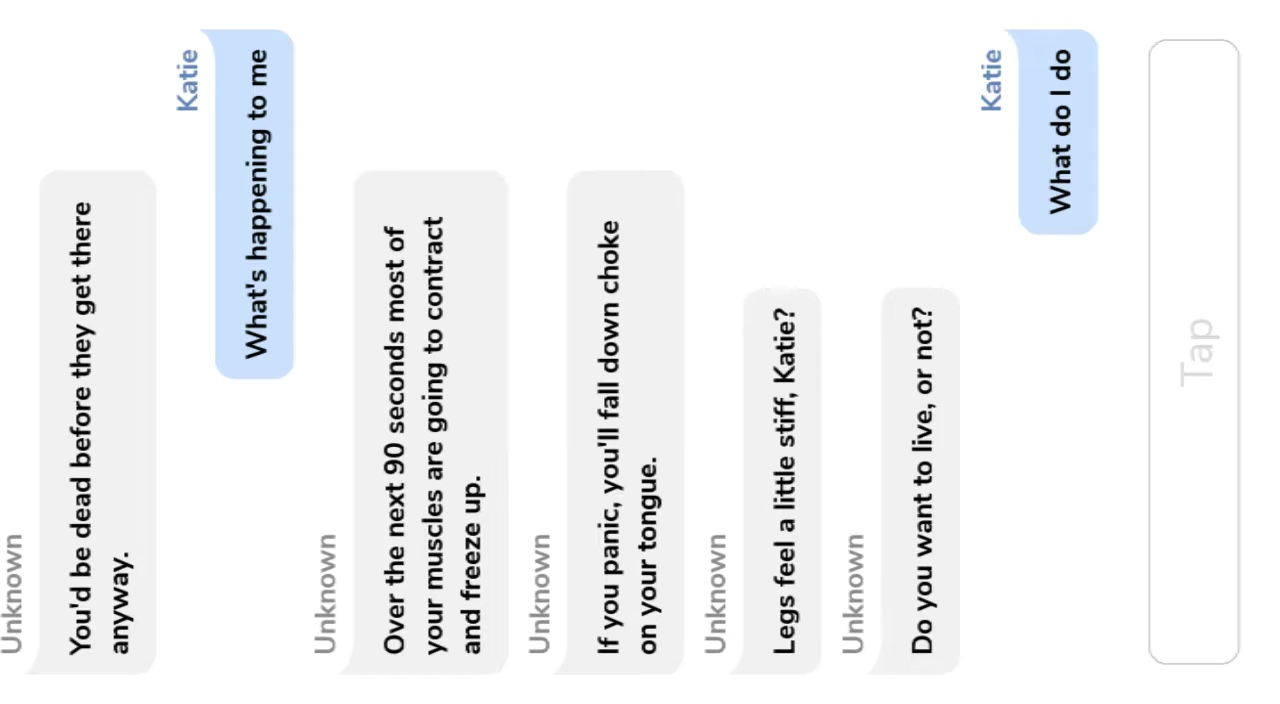 Unknown
You'd be dead before they get there
anyway.
Katie
What's happening to me
Unknown
Over the next 90 seconds most of
your muscles are going to contract
and freeze up.
Unknown
If you panic, you'll fall down choke
on your tongue.
Unknown
Legs feel a little stiff, Katie?
Unknown
Do you want to live, or not?
Katie
What do I do
Tap